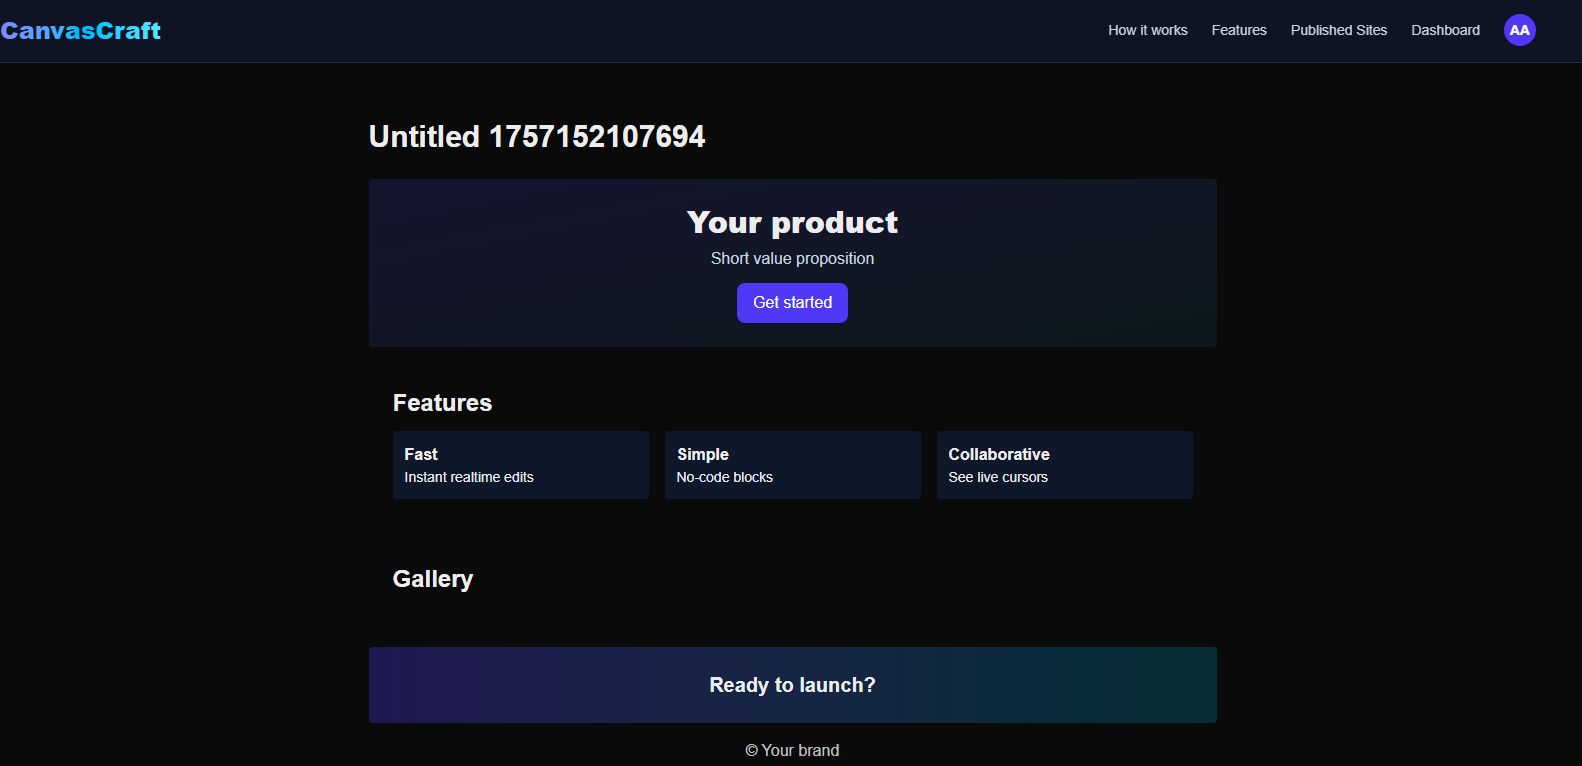 CanvasCraft
How it works
Features
Published Sites
Dashboard
AA
Untitled 1757152107694
Your product
Short value proposition
Get started
Features
Fast
Instant realtime edits
Simple
No-code blocks
Collaborative
See live cursors
Gallery
Ready to launch?
© Your brand